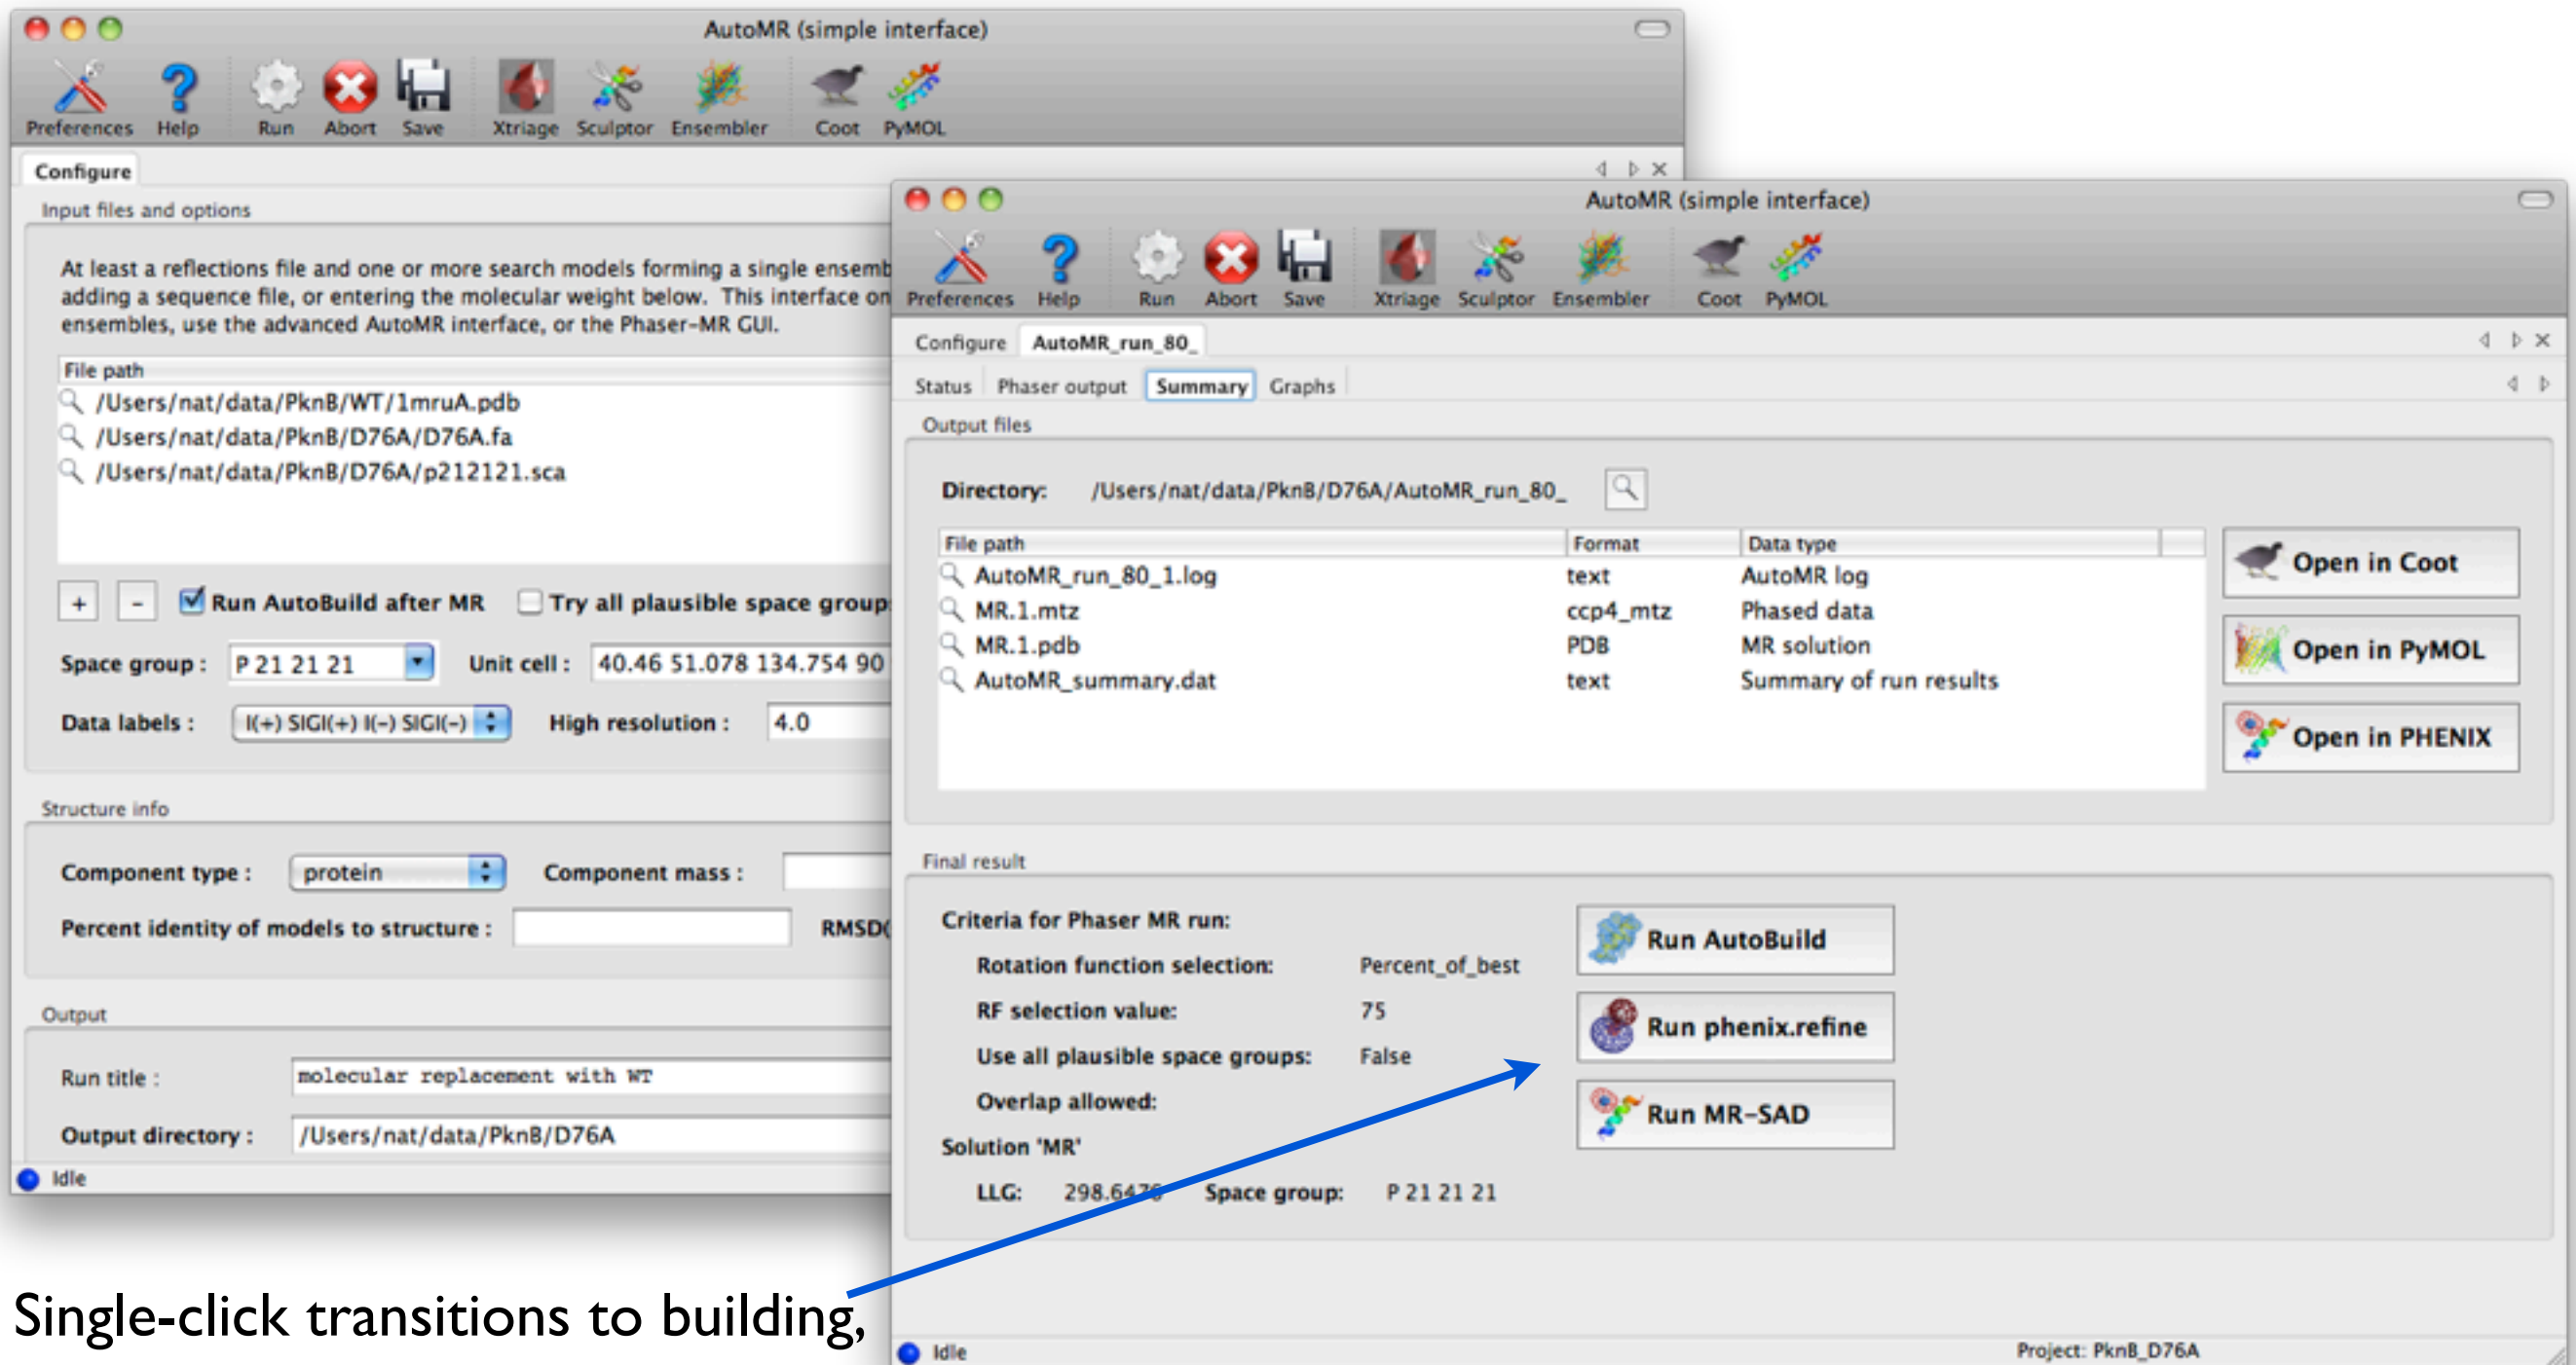 AutoMR (simple interface)
Preferences Help Run Abort Save Xtriage Sculptor Ensembler Coot PyMOL
Configure
Input files and options
At least a reflections file and one or more search models forming a single
adding a sequence file, or entering the molecular weight below. This interface
ensembles, use the advanced AutoMR interface, or the Phaser-MR GUI.
File path
/Users/nat/data/PknB/WT/1mruA.pdb
/Users/nat/data/PknB/D76A/D76A.fa
/Users/nat/data/PknB/D76A/p212121.sca
+ - Run AutoBuild after MR Try all plausible space
Space group : P 21 21 21 Unit cell : 40.46 51.078 134.754 90
Data labels : I(+) SIGI(+) I(-) SIGI(-) High resolution : 4.0
Structure info
Component type : protein Component mass :
Percent identity of models to structure : RMSD(
Output
Run title : molecular replacement with WT
Output directory : /Users/nat/data/PknB/D76A
Idle
AutoMR (simple interface)
Preferences Help Run Abort Save Xtriage Sculptor Ensembler Coot PyMOL
Configure AutoMR_run_80_
Status Phaser output Summary Graphs
Output files
Directory: /Users/nat/data/PknB/D76A/AutoMR_run_80_
File path Format Data type
AutoMR_run_80_1.log text AutoMR log
MR.1.mtz ccp4_mtz Phased data
MR.1.pdb PDB MR solution
AutoMR_summary.dat text Summary of run results
Open in Coot
Open in PyMOL
Open in PHENIX
Final result
Criteria for Phaser MR run:
Rotation function selection: Percent_of_best
RF selection value: 75
Use all plausible space groups: False
Overlap allowed:
Solution 'MR'
LLG: Space group: P 21 21 21
Run AutoBuild
Run phenix.refine
Run MR-SAD
Idle Project: PknB_D76A
Single-click transitions to building,